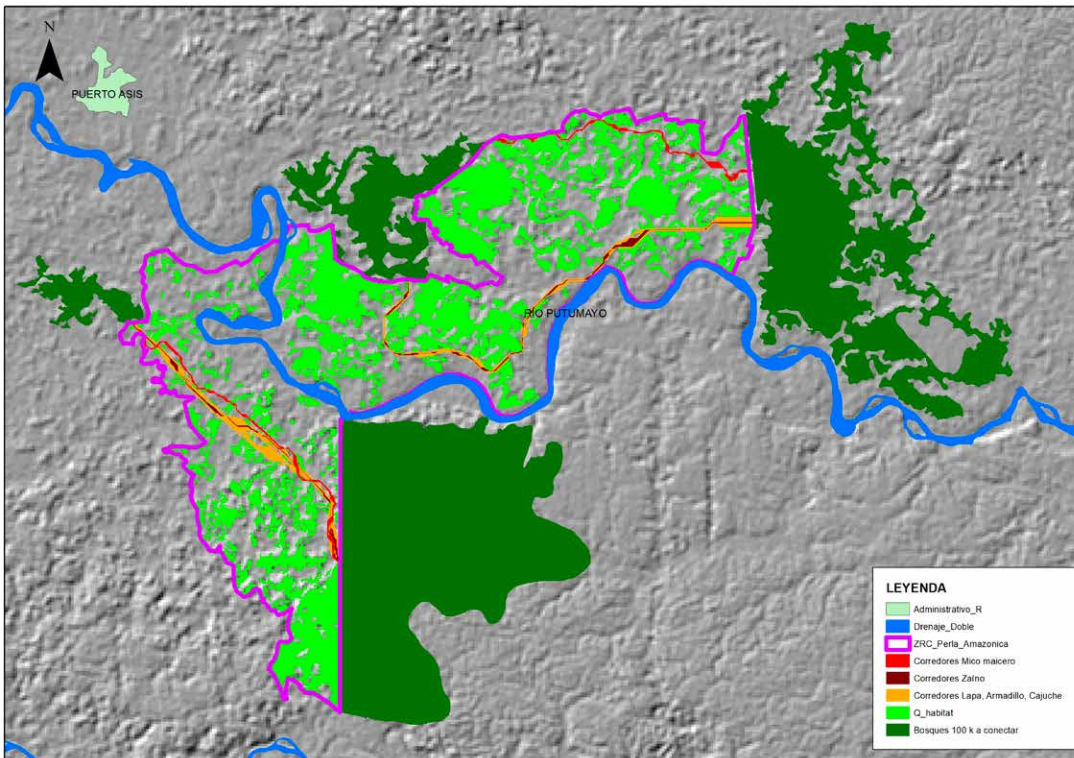 N
PUERTO ASIS
RIO PUTUMAYO
LEYENDA
Administrativo_R
Drenaje_Doble
ZRC_Perla_Amazonica
Corredores Mico maicero
Corredores Zaíno
Corredores Lapa, Armadillo, Cajuche
Q_habitat
Bosques 100 k a conectar